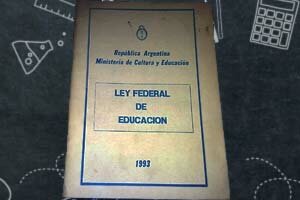 República Argentina
Ministerio de Cultura y Educación
LEY FEDERAL
DE
EDUCACION
1993